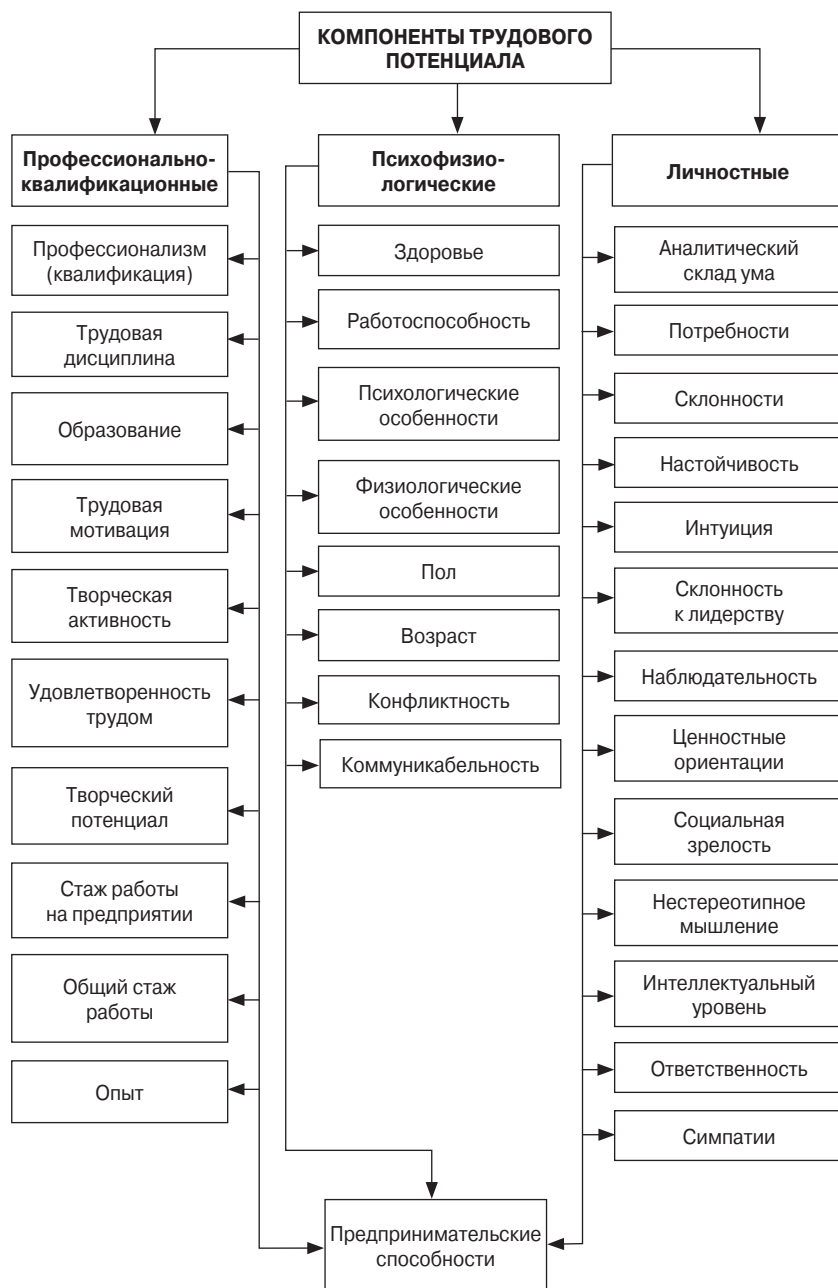 КОМПОНЕНТЫ ТРУДОВОГО
ПОТЕНЦИАЛА
Профессионально-
квалификационные
Профессионализм
(квалификация)
Трудовая
дисциплина
Образование
Трудовая
мотивация
Творческая
активность
Удовлетворенность
трудом
Творческий
потенциал
Стаж работы
на предприятии
Общий стаж
работы
Опыт
Психофизио-
логические
Здоровье
Работоспособность
Психологические
особенности
Физиологические
особенности
Пол
Возраст
Конфликтность
Коммуникабельность
Личностные
Аналитический
склад ума
Потребности
Склонности
Настойчивость
Интуиция
Склонность
к лидерству
Наблюдательность
Ценностные
ориентации
Социальная
зрелость
Нестереотипное
мышление
Интеллектуальный
уровень
Ответственность
Симпатии
Предпринимательские
способности